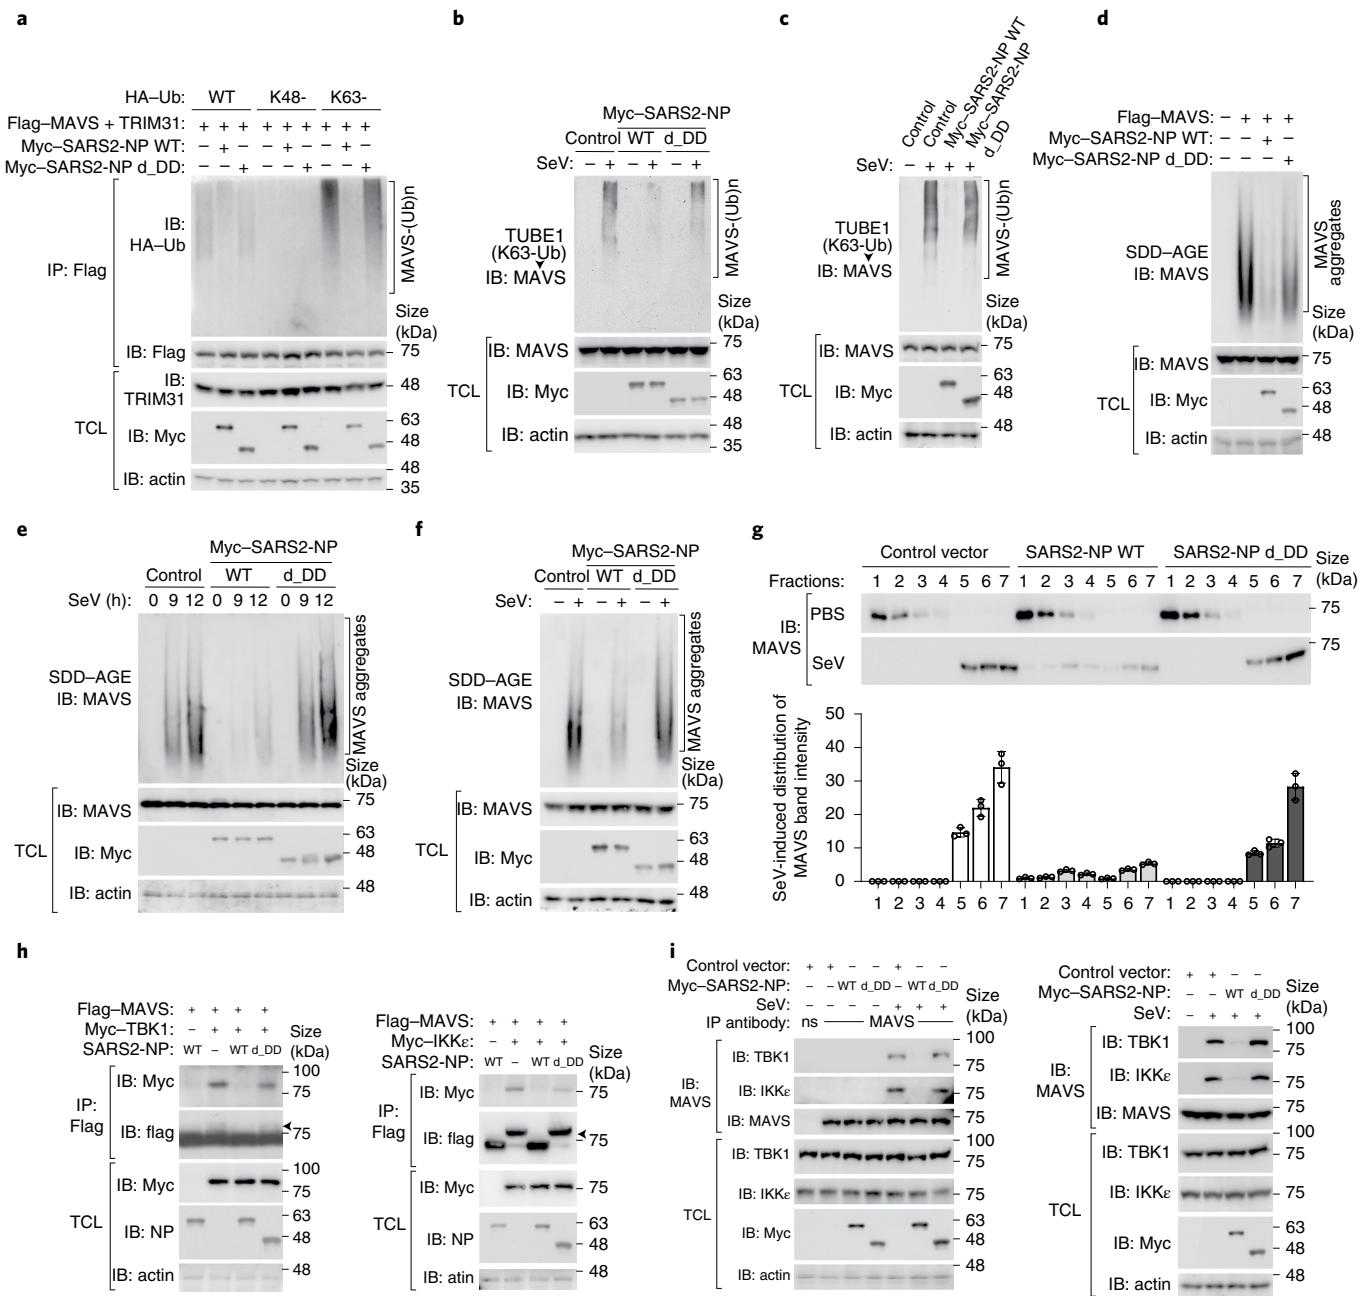 a
HA–Ub: WT K48- K63-
Flag–MAVS + TRIM31: + + + + + + + + +
Myc–SARS2-NP WT: – + – – + – – + –
Myc–SARS2-NP d_DD: – – + – – + – – +
IP: Flag
IB: HA–Ub
MAVS-(Ub)n
Size (kDa)
IB: Flag
75
TCL
IB: TRIM31
48
IB: Myc
63
48
IB: actin
48
35
b
Myc–SARS2-NP
Control WT d_DD
SeV: – + – + – +
TUBE1 (K63-Ub)
IB: MAVS
MAVS-(Ub)n
Size (kDa)
TCL
IB: MAVS
75
IB: Myc
63
48
IB: actin
48
35
c
Control
Control
Myc–SARS2-NP WT
Myc–SARS2-NP d_DD
SeV: – + + +
TUBE1 (K63-Ub)
IB: MAVS
MAVS-(Ub)n
Size (kDa)
TCL
IB: MAVS
75
IB: Myc
63
48
IB: actin
48
d
Flag–MAVS: – + + +
Myc–SARS2-NP WT: – – + –
Myc–SARS2-NP d_DD: – – – +
SDD–AGE
IB: MAVS
MAVS aggregates
Size (kDa)
TCL
IB: MAVS
75
IB: Myc
63
48
IB: actin
48
e
Myc–SARS2-NP
Control WT d_DD
SeV (h): 0 9 12 0 9 12 0 9 12
SDD–AGE
IB: MAVS
MAVS aggregates
Size (kDa)
TCL
IB: MAVS
75
IB: Myc
63
48
IB: actin
48
f
Myc–SARS2-NP
Control WT d_DD
SeV: – + – + – +
SDD–AGE
IB: MAVS
MAVS aggregates
Size (kDa)
TCL
IB: MAVS
75
IB: Myc
63
48
IB: actin
48
g
Control vector SARS2-NP WT SARS2-NP d_DD
Size (kDa)
Fractions: 1 2 3 4 5 6 7 1 2 3 4 5 6 7 1 2 3 4 5 6 7
IB: MAVS
PBS
75
SeV
75
SeV-induced distribution of MAVS band intensity
50
40
30
20
10
0
1 2 3 4 5 6 7 1 2 3 4 5 6 7 1 2 3 4 5 6 7
h
Flag–MAVS: + + + +
Myc–TBK1: – + + +
SARS2-NP: WT – WT d_DD
Size (kDa)
IP: Flag
IB: Myc
100
75
IB: flag
75
TCL
IB: Myc
100
75
IB: NP
63
48
IB: actin
48
Flag–MAVS: + + + +
Myc–IKKε: – + + +
SARS2-NP: WT – WT d_DD
Size (kDa)
IP: Flag
IB: Myc
75
IB: flag
75
TCL
IB: Myc
75
IB: NP
63
48
IB: atin
48
i
Control vector: + + – – + – –
Myc–SARS2-NP: – – WT d_DD – WT d_DD
SeV: – – – – + + +
IP antibody: ns MAVS
Size (kDa)
IB: MAVS
IB: TBK1
100
75
IB: IKKε
75
IB: MAVS
75
TCL
IB: TBK1
100
75
IB: IKKε
75
IB: Myc
63
48
IB: actin
48
Control vector: + + – –
Myc–SARS2-NP: – – WT d_DD
SeV: – + + +
Size (kDa)
IB: MAVS
IB: TBK1
100
75
IB: IKKε
75
IB: MAVS
75
TCL
IB: TBK1
100
75
IB: IKKε
75
IB: Myc
63
48
IB: actin
48